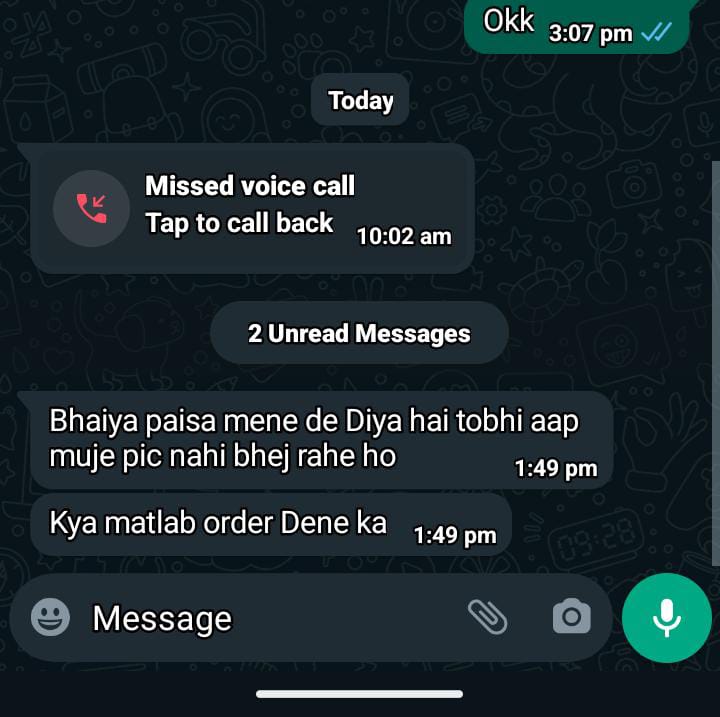 Okk 3:07 pm
Today
Missed voice call
Tap to call back 10:02 am
2 Unread Messages
Bhaiya paisa mene de Diya hai tobhi aap
muje pic nahi bhej rahe ho 1:49 pm
Kya matlab order Dene ka 1:49 pm
09:28
Message